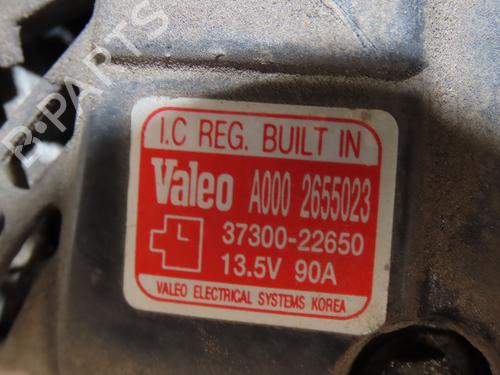 B-PARTS
I.C REG. BUILT IN
Valeo A000 2655023
37300-22650
13.5V 90A
VALEO ELECTRICAL SYSTEMS KOREA